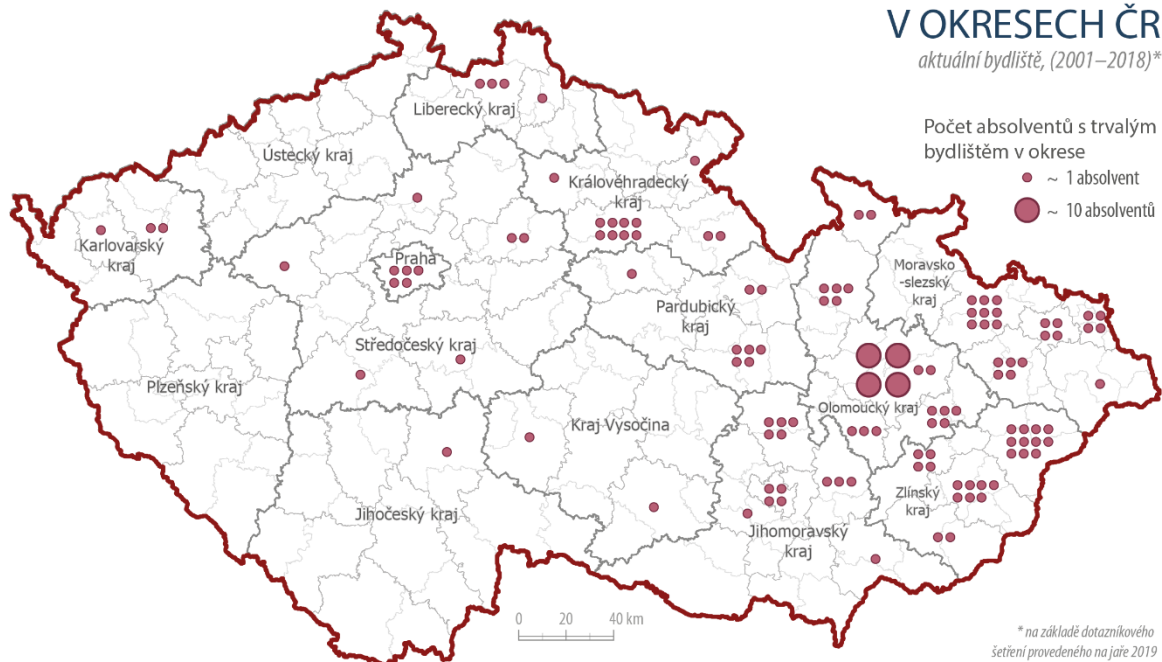 V OKRESECH ČR
aktuální bydliště, (2001–2018)*
Počet absolventů s trvalým
bydlištěm v okrese
~ 1 absolvent
~ 10 absolventů
Liberecký kraj
Ústecký kraj
Královéhradecký
kraj
Karlovarský
kraj
Praha
Moravsko
-slezský
kraj
Pardubický
kraj
Středočeský kraj
Plzeňský kraj
Olomoucký kraj
Kraj Vysočina
Zlínský
kraj
Jihočeský kraj
Jihomoravský
kraj
0 20 40 km
* na základě dotazníkového
šetření provedeného na jaře 2019